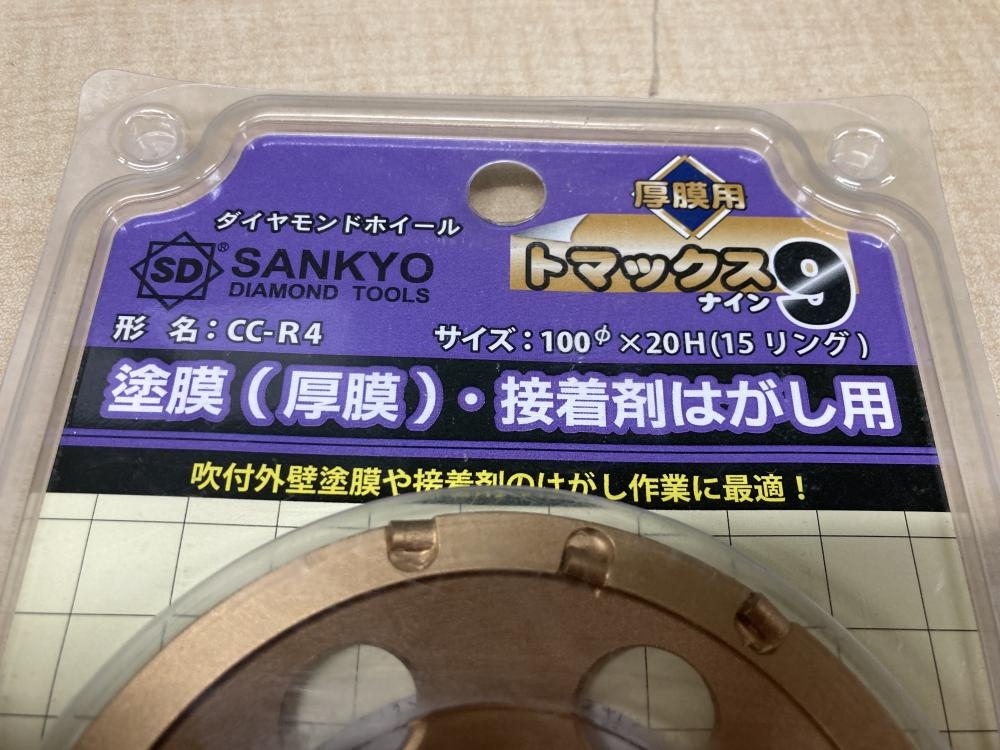 厚膜用
ダイヤモンドホイール
トマックス9
ナイン
SD® SANKYO
DIAMOND TOOLS
形 名：CC-R4
サイズ：100φ×20H(15リング)
塗膜(厚膜)・接着剤はがし用
吹付外壁塗膜や接着剤のはがし作業に最適！